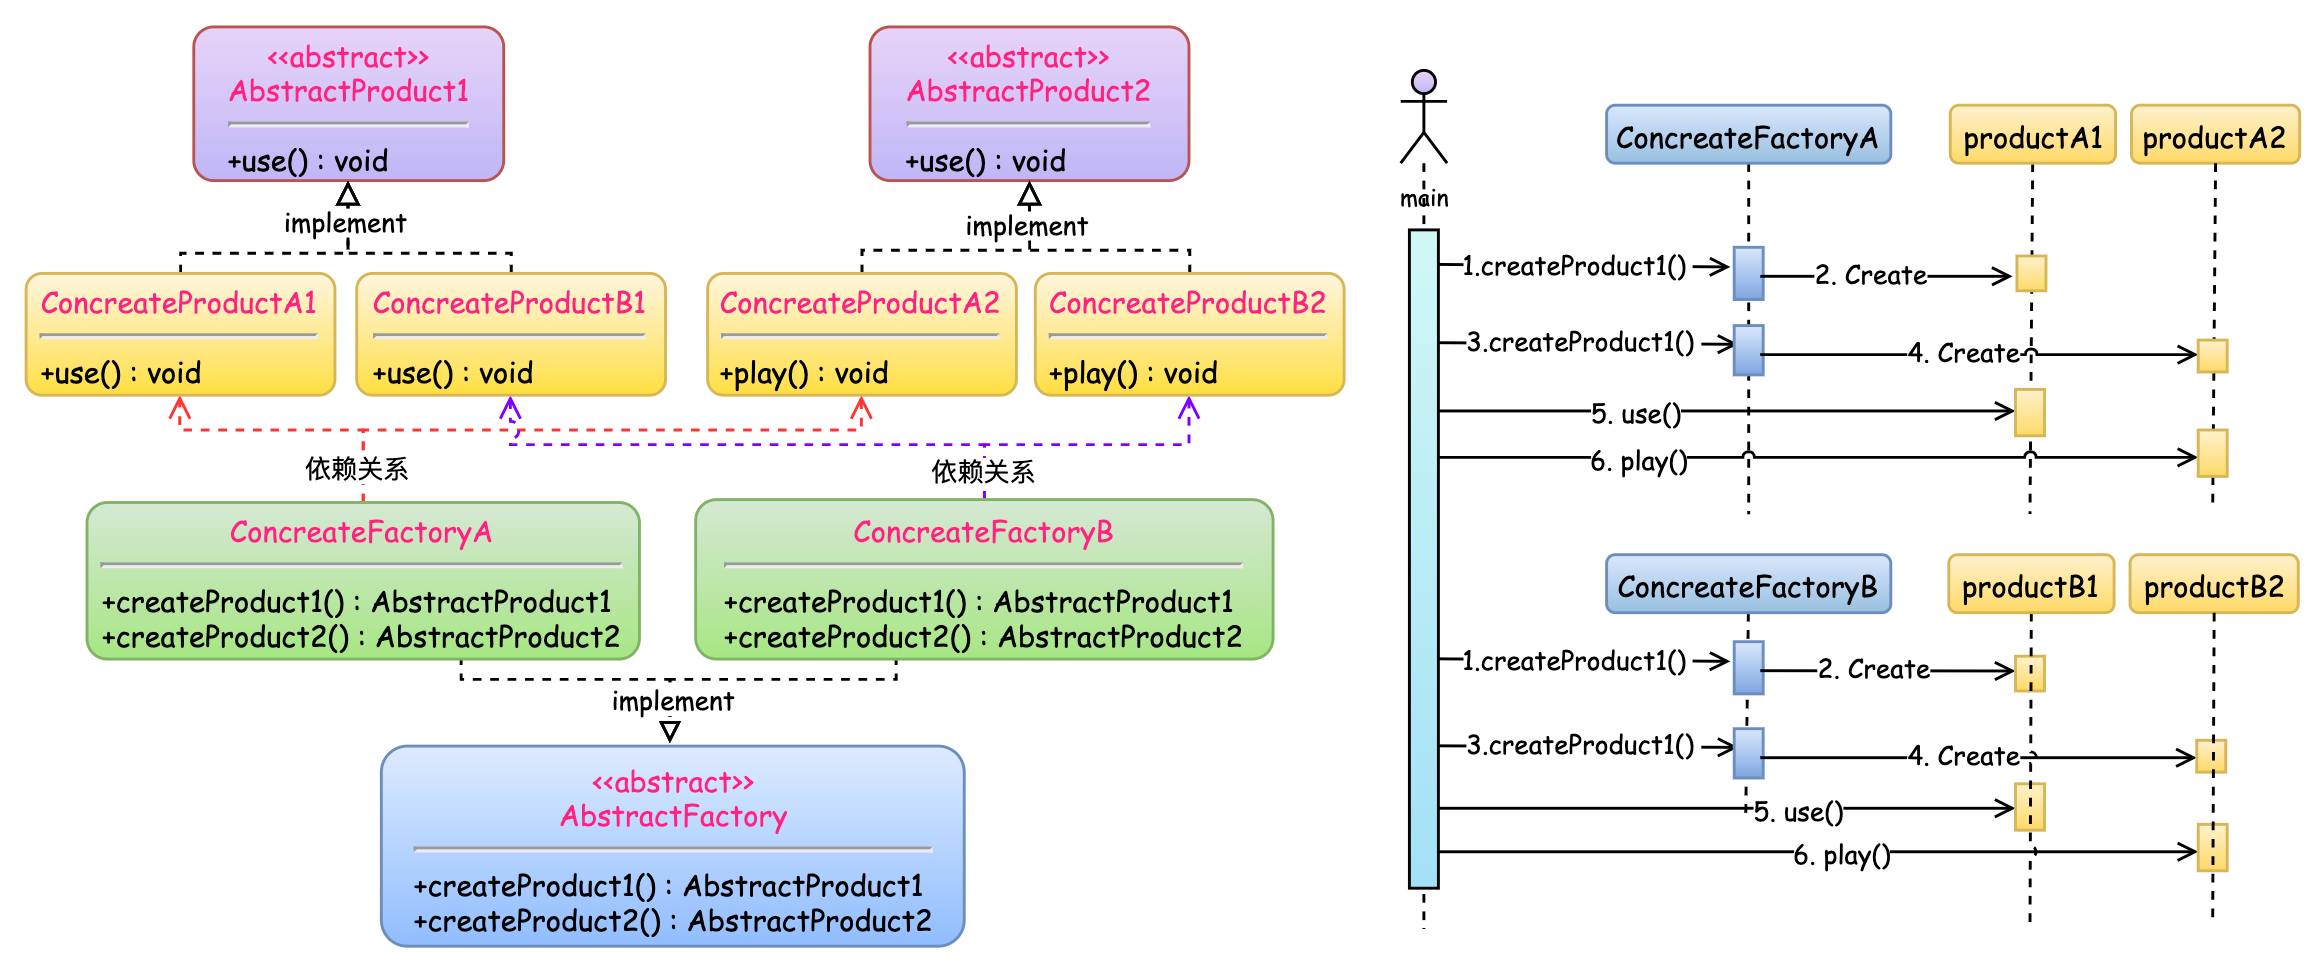 <<abstract>>
AbstractProduct1
+use() : void
<<abstract>>
AbstractProduct2
+use() : void
implement
implement
ConcreateProductA1
+use() : void
ConcreateProductB1
+use() : void
ConcreateProductA2
+play() : void
ConcreateProductB2
+play() : void
依赖关系
依赖关系
ConcreateFactoryA
+createProduct1() : AbstractProduct1
+createProduct2() : AbstractProduct2
ConcreateFactoryB
+createProduct1() : AbstractProduct1
+createProduct2() : AbstractProduct2
implement
<<abstract>>
AbstractFactory
+createProduct1() : AbstractProduct1
+createProduct2() : AbstractProduct2
main
ConcreateFactoryA
productA1
productA2
1.createProduct1()
2. Create
3.createProduct1()
4. Create
5. use()
6. play()
ConcreateFactoryB
productB1
productB2
1.createProduct1()
2. Create
3.createProduct1()
4. Create
5. use()
6. play()